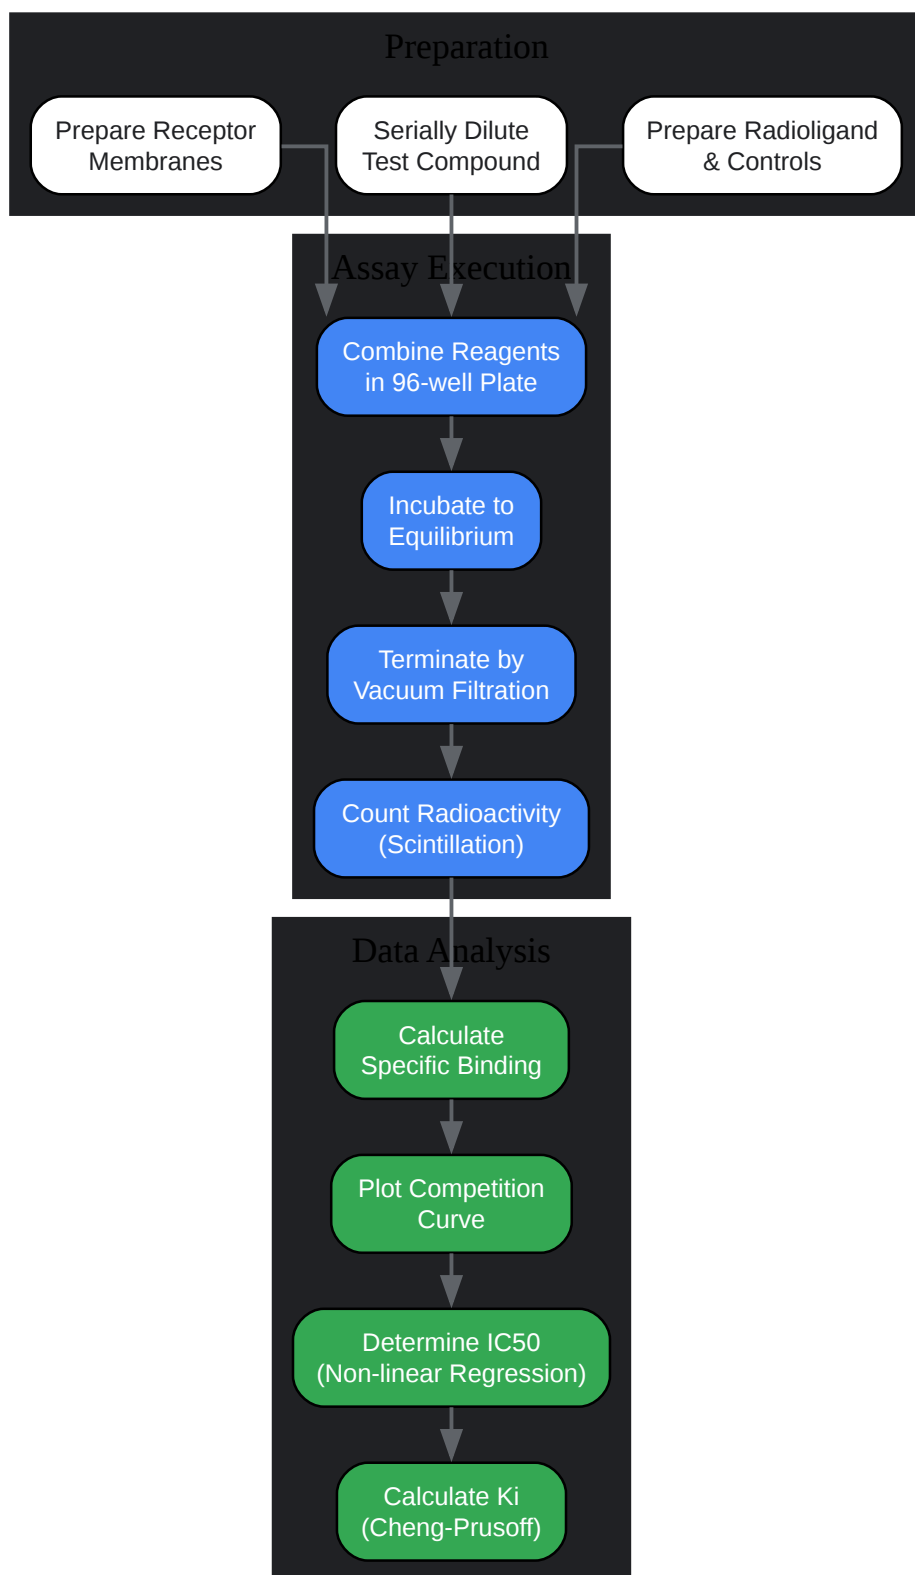 Preparation
Prepare Receptor
Membranes
Serially Dilute
Test Compound
Prepare Radioligand
& Controls
Assay Execution
Combine Reagents
in 96-well Plate
Incubate to
Equilibrium
Terminate by
Vacuum Filtration
Count Radioactivity
(Scintillation)
Data Analysis
Calculate
Specific Binding
Plot Competition
Curve
Determine IC50
(Non-linear Regression)
Calculate Ki
(Cheng-Prusoff)